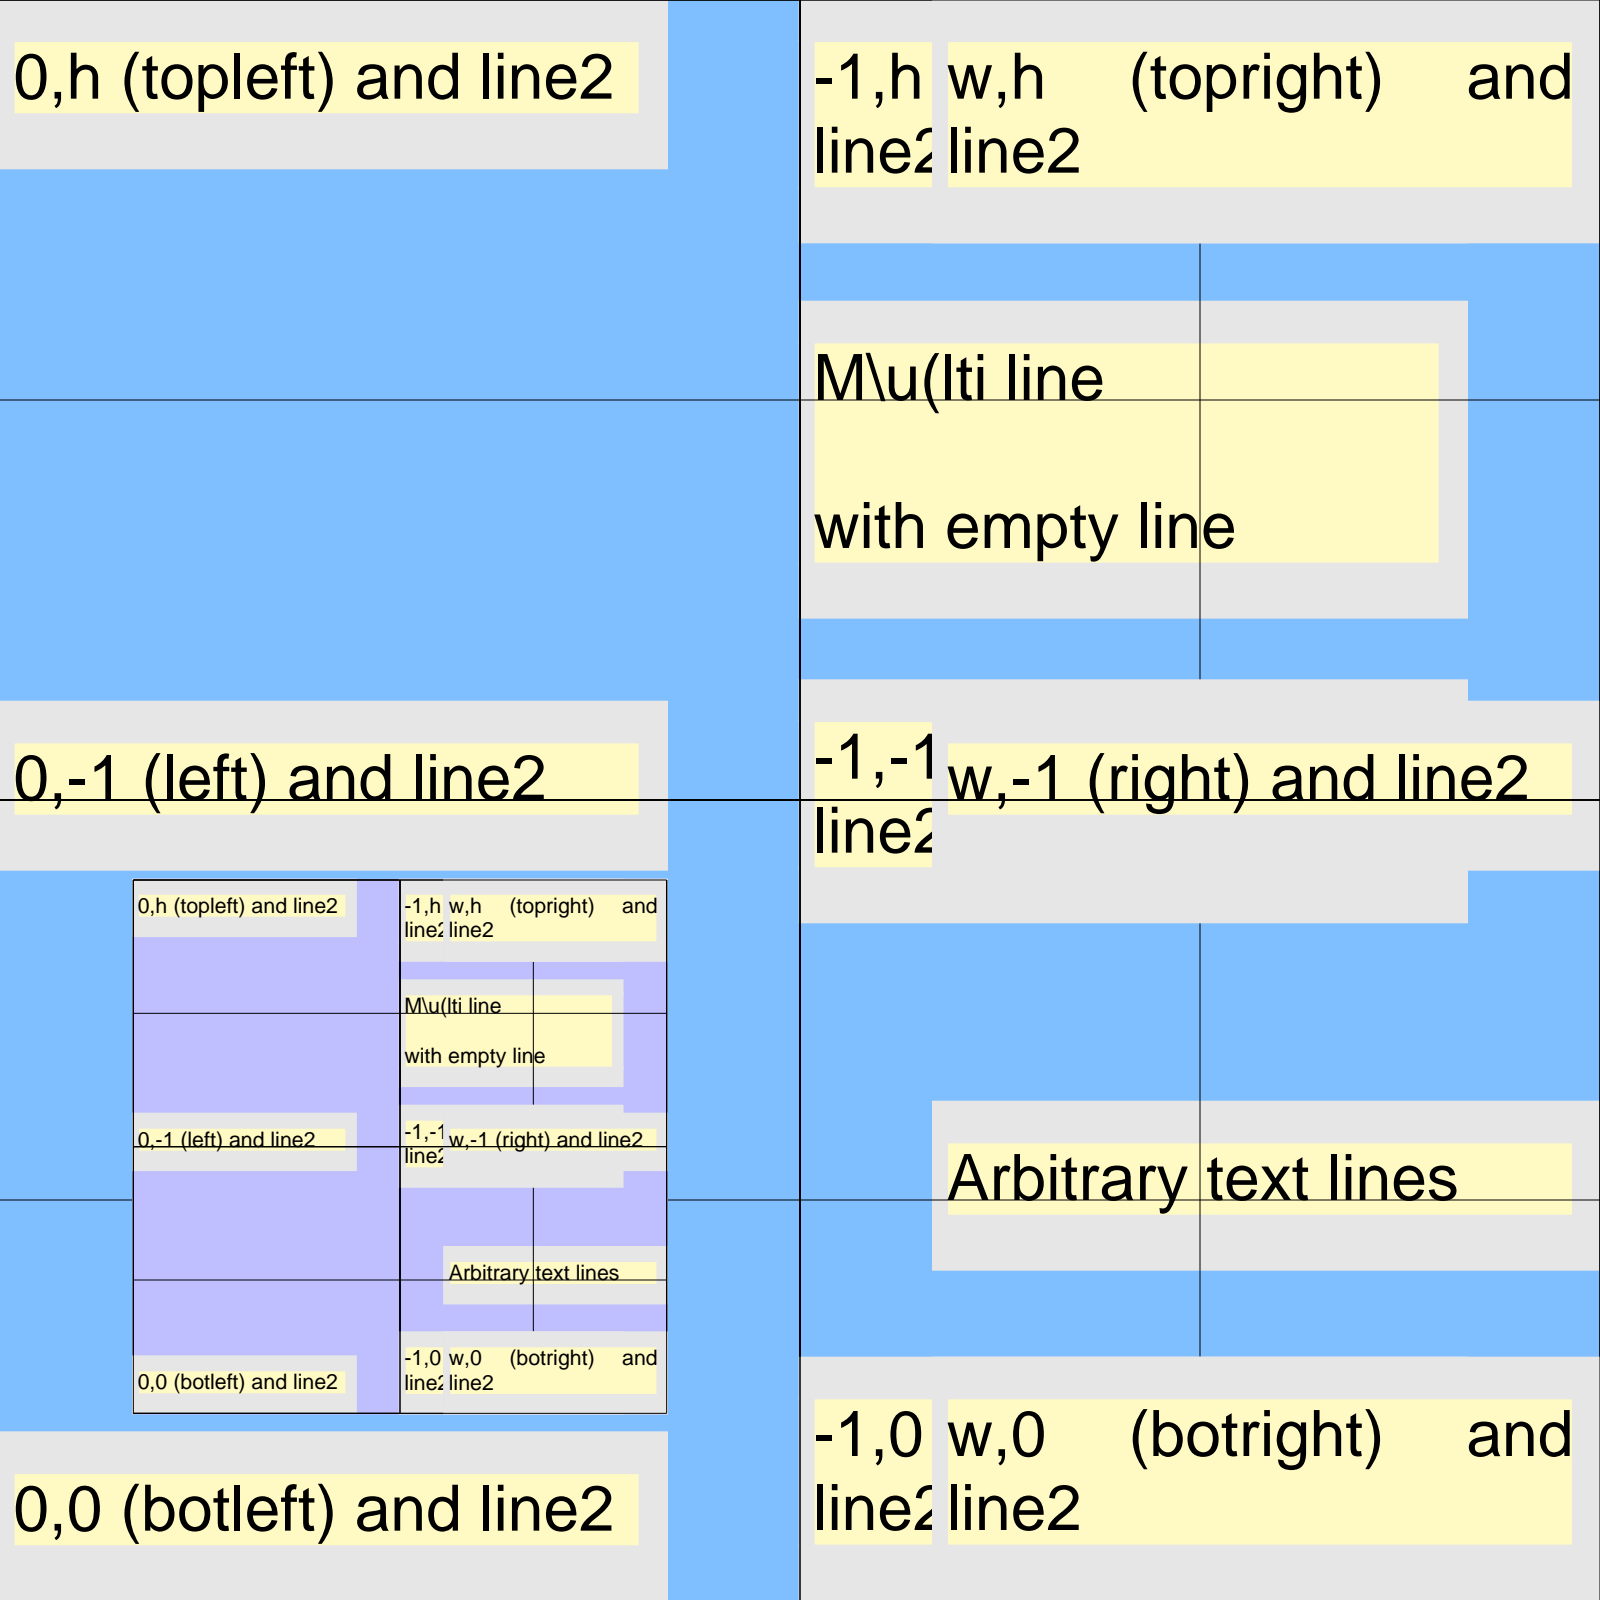 0,h (topleft) and line2
-1,h
line2
w,h (topright) and
line2
M\u(lti line
with empty line
0,-1 (left) and line2
-1,-1
line2
w,-1 (right) and line2
0,h (topleft) and line2
-1,h
line2
w,h (topright) and
line2
M\u(lti line
with empty line
0,-1 (left) and line2
-1,-1
line2
w,-1 (right) and line2
Arbitrary text lines
0,0 (botleft) and line2
-1,0
line2
w,0 (botright) and
line2
Arbitrary text lines
0,0 (botleft) and line2
-1,0
line2
w,0 (botright) and
line2